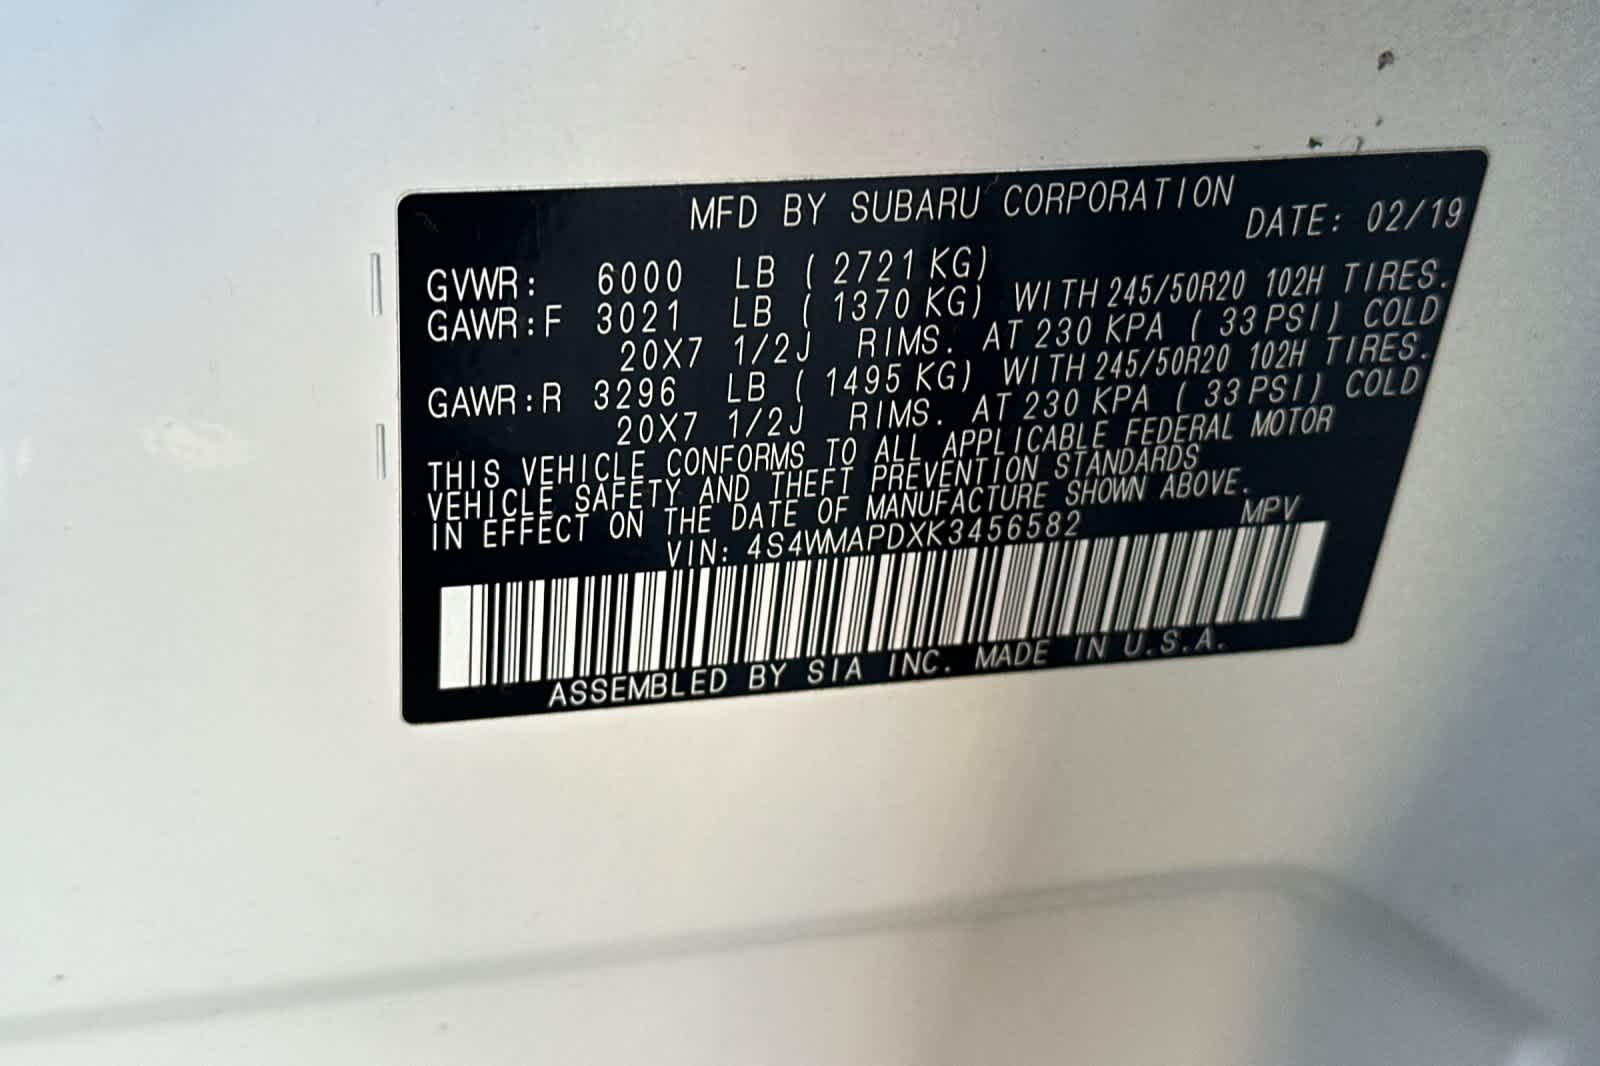 MFD BY SUBARU CORPORATION DATE: 02/19
GVWR: 6000 LB ( 2721 KG)
GAWR:F 3021 LB ( 1370 KG) WITH 245/50R20 102H TIRES.
20X7 1/2J RIMS. AT 230 KPA ( 33 PSI) COLD
GAWR:R 3296 LB ( 1495 KG) WITH 245/50R20 102H TIRES.
20X7 1/2J RIMS. AT 230 KPA ( 33 PSI) COLD
THIS VEHICLE CONFORMS TO ALL APPLICABLE FEDERAL MOTOR
VEHICLE SAFETY AND THEFT PREVENTION STANDARDS
IN EFFECT ON THE DATE OF MANUFACTURE SHOWN ABOVE.
VIN: 4S4WMAPDXK3456582 MPV
ASSEMBLED BY SIA INC. MADE IN U.S.A.